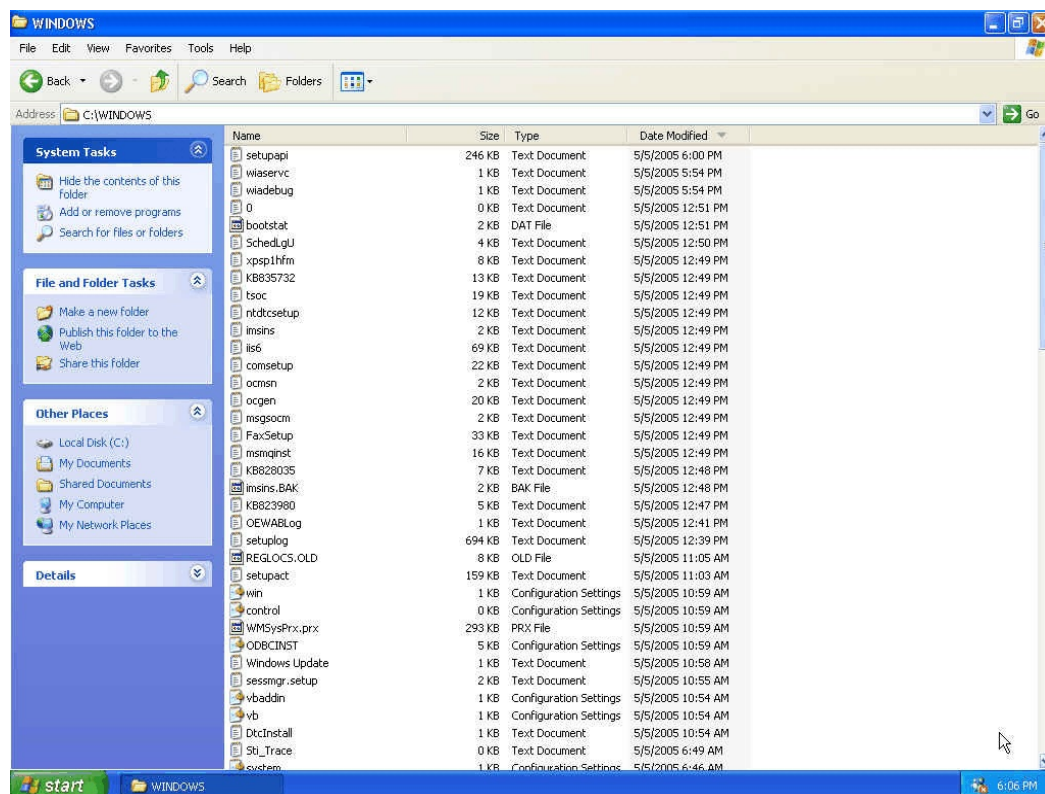 WINDOWS
File Edit View Favorites Tools Help
Back Search Folders
Address C:\WINDOWS Go
System Tasks
Hide the contents of this
folder
Add or remove programs
Search for files or folders
File and Folder Tasks
Make a new folder
Publish this folder to the
Web
Share this folder
Other Places
Local Disk (C:)
My Documents
Shared Documents
My Computer
My Network Places
Details
Name Size Type Date Modified
setupapi 246 KB Text Document 5/5/2005 6:00 PM
wiaservc 1 KB Text Document 5/5/2005 5:54 PM
wiadebug 1 KB Text Document 5/5/2005 5:54 PM
0 0 KB Text Document 5/5/2005 12:51 PM
bootstat 2 KB DAT File 5/5/2005 12:51 PM
SchedLgU 4 KB Text Document 5/5/2005 12:50 PM
xpsp1hfm 8 KB Text Document 5/5/2005 12:49 PM
KB835732 13 KB Text Document 5/5/2005 12:49 PM
tsoc 19 KB Text Document 5/5/2005 12:49 PM
ntdtcsetup 12 KB Text Document 5/5/2005 12:49 PM
imsins 2 KB Text Document 5/5/2005 12:49 PM
iis6 69 KB Text Document 5/5/2005 12:49 PM
comsetup 22 KB Text Document 5/5/2005 12:49 PM
ocmsn 2 KB Text Document 5/5/2005 12:49 PM
ocgen 20 KB Text Document 5/5/2005 12:49 PM
msgsocm 2 KB Text Document 5/5/2005 12:49 PM
FaxSetup 33 KB Text Document 5/5/2005 12:49 PM
msmqinst 16 KB Text Document 5/5/2005 12:49 PM
KB828035 7 KB Text Document 5/5/2005 12:48 PM
imsins.BAK 2 KB BAK File 5/5/2005 12:48 PM
KB823980 5 KB Text Document 5/5/2005 12:47 PM
OEWABLog 1 KB Text Document 5/5/2005 12:41 PM
setuplog 694 KB Text Document 5/5/2005 12:39 PM
REGLOCS.OLD 8 KB OLD File 5/5/2005 11:05 AM
setupact 159 KB Text Document 5/5/2005 11:03 AM
win 1 KB Configuration Settings 5/5/2005 10:59 AM
control 0 KB Configuration Settings 5/5/2005 10:59 AM
WMSysPrx.prx 293 KB PRX File 5/5/2005 10:59 AM
ODBCINST 5 KB Configuration Settings 5/5/2005 10:59 AM
Windows Update 1 KB Text Document 5/5/2005 10:58 AM
sessmgr.setup 2 KB Text Document 5/5/2005 10:55 AM
vbaddin 1 KB Configuration Settings 5/5/2005 10:54 AM
vb 1 KB Configuration Settings 5/5/2005 10:54 AM
DtcInstall 1 KB Text Document 5/5/2005 10:54 AM
Sti_Trace 0 KB Text Document 5/5/2005 6:49 AM
system 1 KB Configuration Settings 5/5/2005 6:46 AM
start WINDOWS 6:06 PM